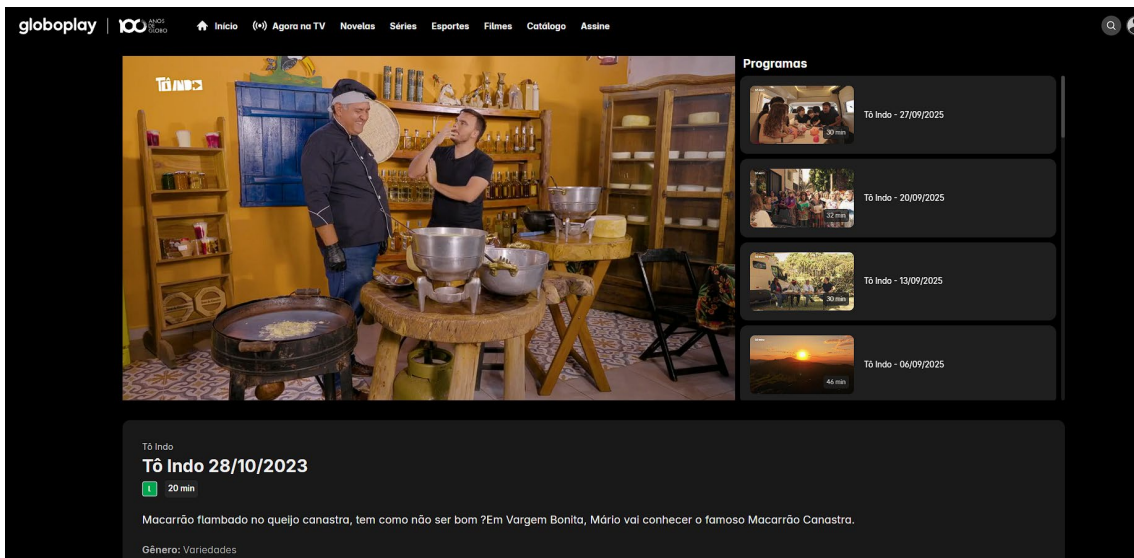 globoplay
100 ANOS DE GLOBO
Início
Agora na TV
Novelas
Séries
Esportes
Filmes
Catálogo
Assine
TÔ INDO
Programas
30 min
Tô Indo - 27/09/2025
32 min
Tô Indo - 20/09/2025
30 min
Tô Indo - 13/09/2025
46 min
Tô Indo - 06/09/2025
Tô Indo
Tô Indo 28/10/2023
L
20 min
Macarrão flambado no queijo canastra, tem como não ser bom ?Em Vargem Bonita, Mário vai conhecer o famoso Macarrão Canastra.
Gênero: Variedades